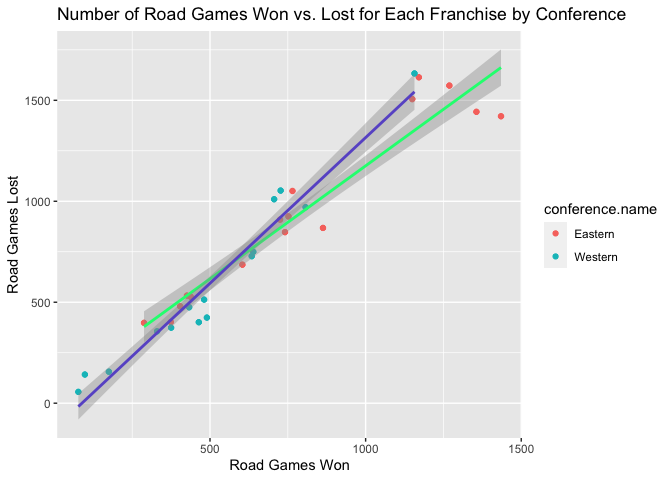 Number of Road Games Won vs. Lost for Each Franchise by Conference
1500
1000
500
0
Road Games Lost
500
1000
1500
Road Games Won
conference.name
Eastern
Western